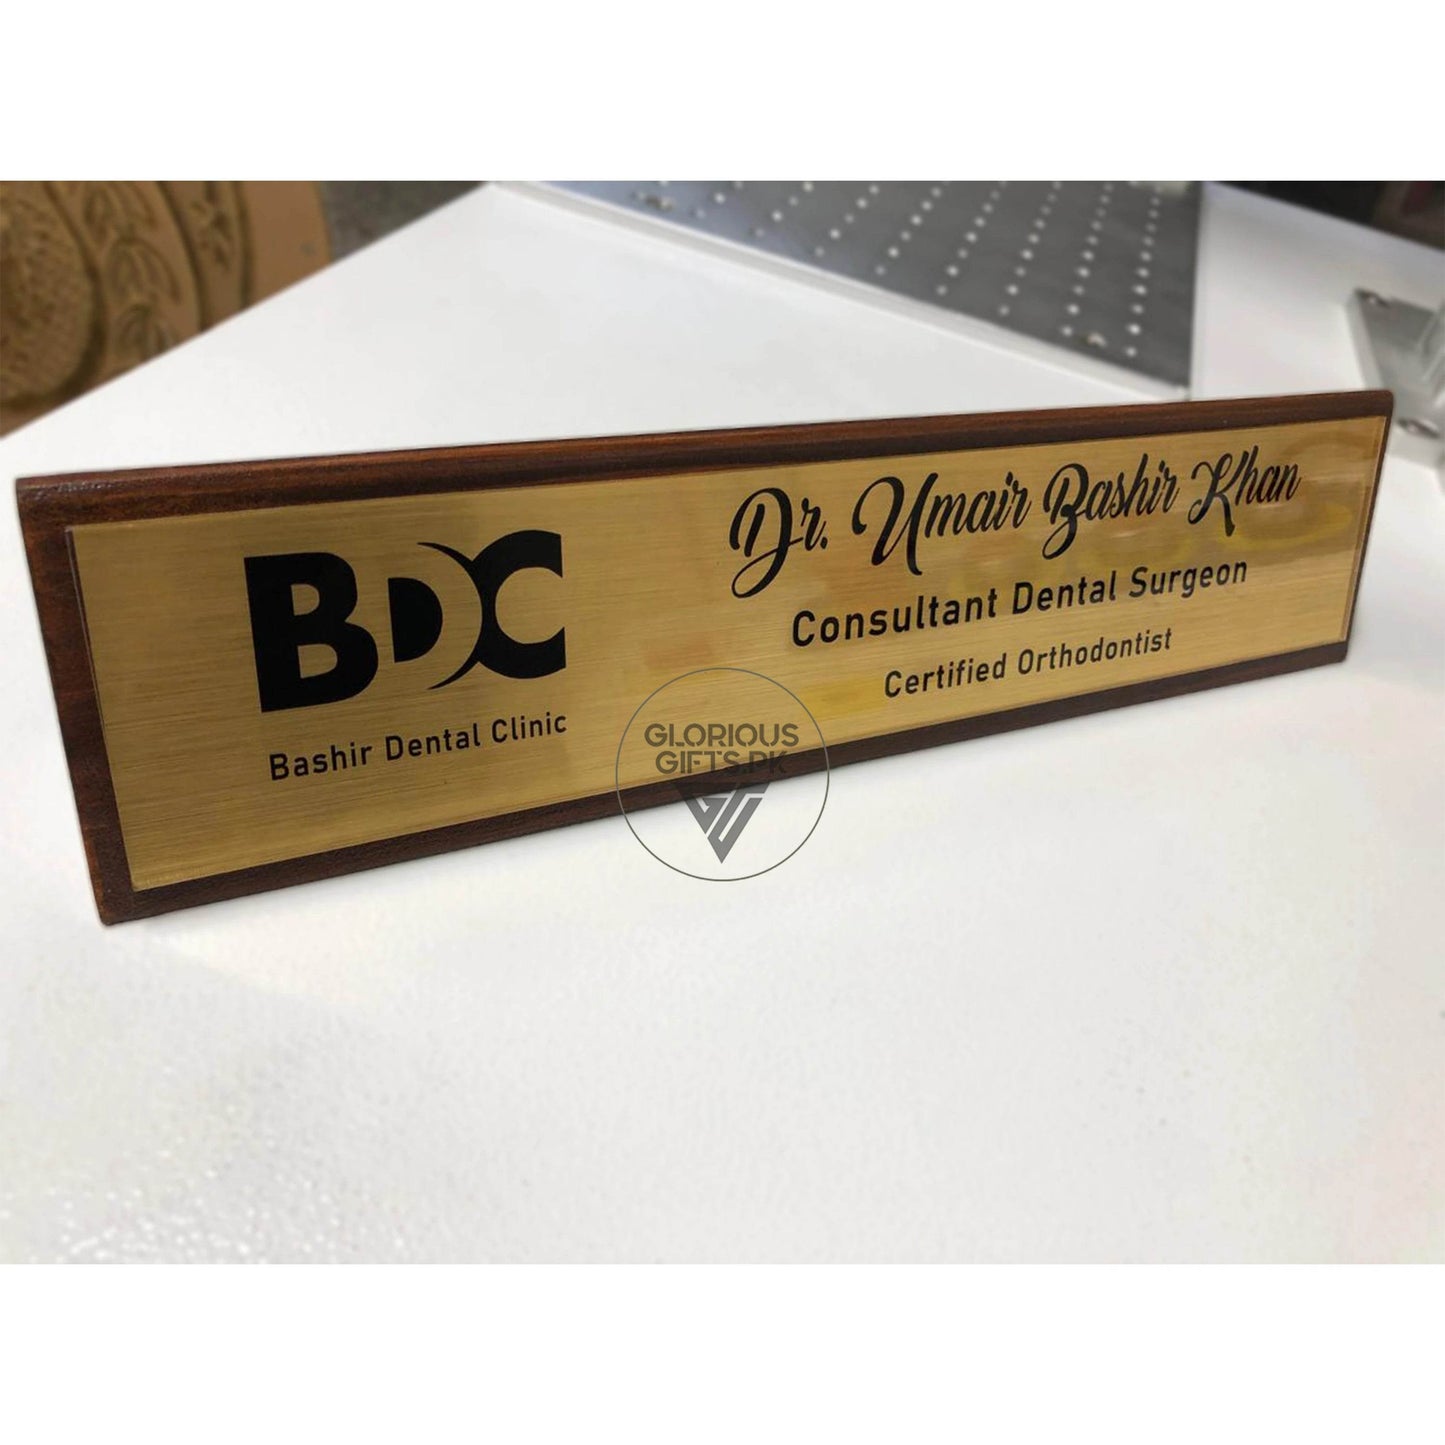 BDC
Bashir Dental Clinic
Dr. Umair Bashir Khan
Consultant Dental Surgeon
Certified Orthodontist
GLORIOUS
GIFTS.PK